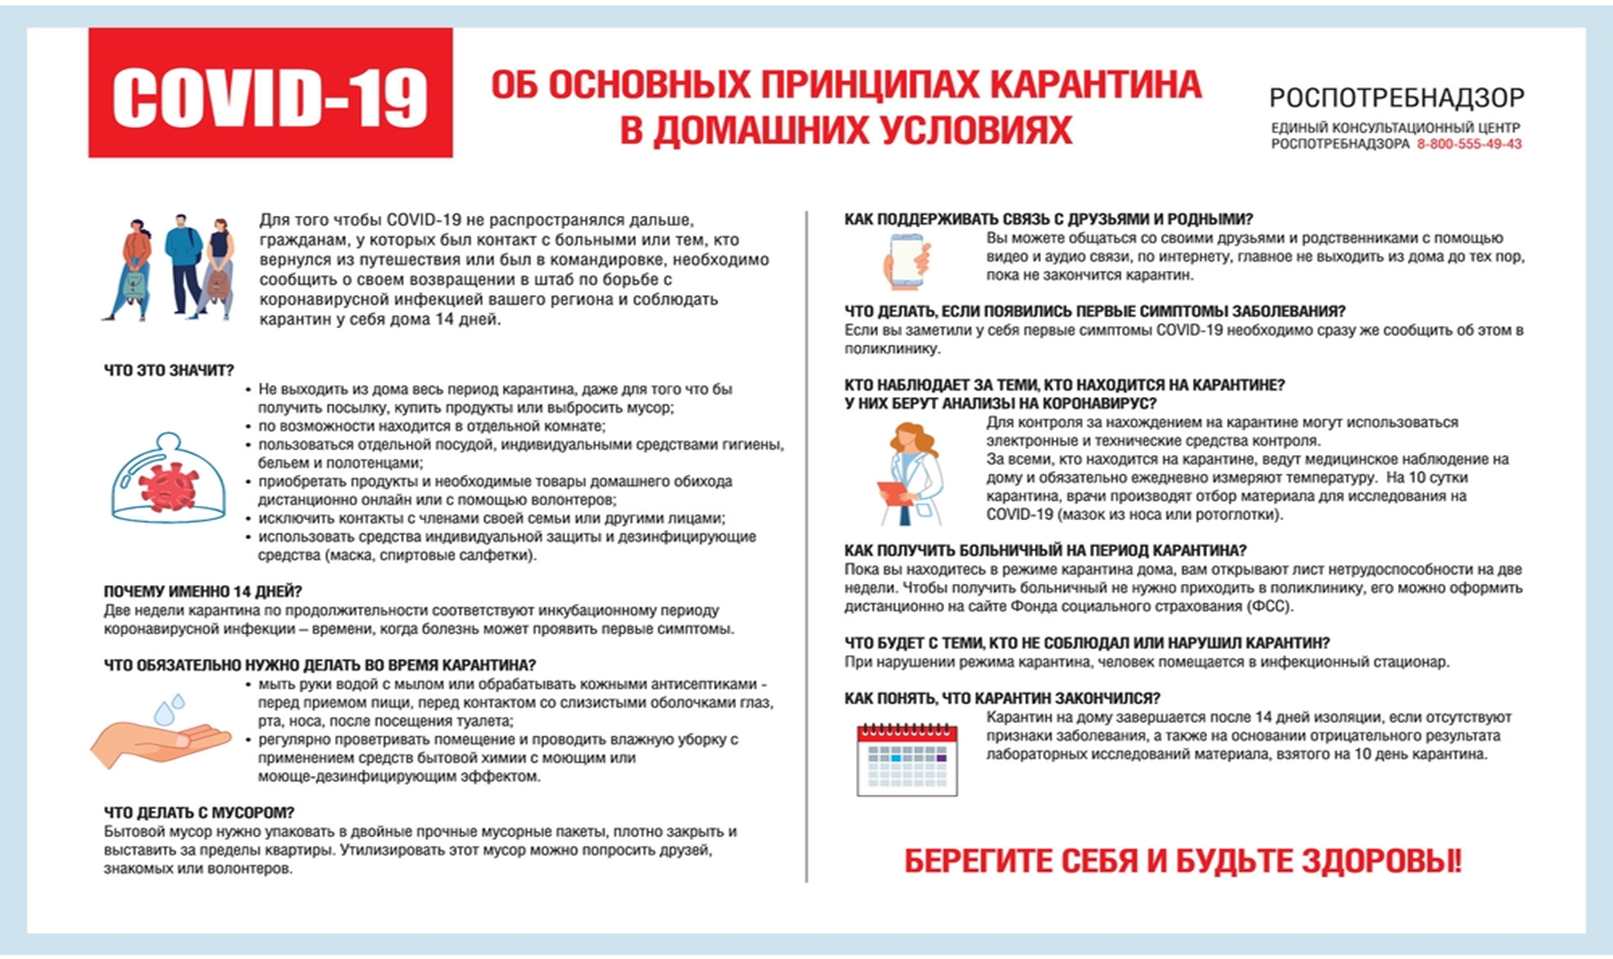 COVID-19
ОБ ОСНОВНЫХ ПРИНЦИПАХ КАРАНТИНА
В ДОМАШНИХ УСЛОВИЯХ
РОСПОТРЕБНАДЗОР
ЕДИНЫЙ КОНСУЛЬТАЦИОННЫЙ ЦЕНТР
РОСПОТРЕБНАДЗОРА 8-800-555-49-43
Для того чтобы COVID-19 не распространялся дальше,
гражданам, у которых был контакт с больными или тем, кто
вернулся из путешествия или был в командировке, необходимо
сообщить о своем возвращении в штаб по борьбе с
коронавирусной инфекцией вашего региона и соблюдать
карантин у себя дома 14 дней.
ЧТО ЭТО ЗНАЧИТ?
• Не выходить из дома весь период карантина, даже для того что бы
получить посылку, купить продукты или выбросить мусор;
• по возможности находится в отдельной комнате;
• пользоваться отдельной посудой, индивидуальными средствами гигиены,
бельем и полотенцами;
• приобретать продукты и необходимые товары домашнего обихода
дистанционно онлайн или с помощью волонтеров;
• исключить контакты с членами своей семьи или другими лицами;
• использовать средства индивидуальной защиты и дезинфицирующие
средства (маска, спиртовые салфетки).
ПОЧЕМУ ИМЕННО 14 ДНЕЙ?
Две недели карантина по продолжительности соответствуют инкубационному периоду
коронавирусной инфекции – времени, когда болезнь может проявить первые симптомы.
ЧТО ОБЯЗАТЕЛЬНО НУЖНО ДЕЛАТЬ ВО ВРЕМЯ КАРАНТИНА?
• мыть руки водой с мылом или обрабатывать кожными антисептиками -
перед приемом пищи, перед контактом со слизистыми оболочками глаз,
рта, носа, после посещения туалета;
• регулярно проветривать помещение и проводить влажную уборку с
применением средств бытовой химии с моющим или
моюще-дезинфицирующим эффектом.
ЧТО ДЕЛАТЬ С МУСОРОМ?
Бытовой мусор нужно упаковать в двойные прочные мусорные пакеты, плотно закрыть и
выставить за пределы квартиры. Утилизировать этот мусор можно попросить друзей,
знакомых или волонтеров.
КАК ПОДДЕРЖИВАТЬ СВЯЗЬ С ДРУЗЬЯМИ И РОДНЫМИ?
Вы можете общаться со своими друзьями и родственниками с помощью
видео и аудио связи, по интернету, главное не выходить из дома до тех пор,
пока не закончится карантин.
ЧТО ДЕЛАТЬ, ЕСЛИ ПОЯВИЛИСЬ ПЕРВЫЕ СИМПТОМЫ ЗАБОЛЕВАНИЯ?
Если вы заметили у себя первые симптомы COVID-19 необходимо сразу же сообщить об этом в
поликлинику.
КТО НАБЛЮДАЕТ ЗА ТЕМИ, КТО НАХОДИТСЯ НА КАРАНТИНЕ?
У НИХ БЕРУТ АНАЛИЗЫ НА КОРОНАВИРУС?
Для контроля за нахождением на карантине могут использоваться
электронные и технические средства контроля.
За всеми, кто находится на карантине, ведут медицинское наблюдение на
дому и обязательно ежедневно измеряют температуру. На 10 сутки
карантина, врачи производят отбор материала для исследования на
COVID-19 (мазок из носа или ротоглотки).
КАК ПОЛУЧИТЬ БОЛЬНИЧНЫЙ НА ПЕРИОД КАРАНТИНА?
Пока вы находитесь в режиме карантина дома, вам открывают лист нетрудоспособности на две
недели. Чтобы получить больничный не нужно приходить в поликлинику, его можно оформить
дистанционно на сайте Фонда социального страхования (ФСС).
ЧТО БУДЕТ С ТЕМИ, КТО НЕ СОБЛЮДАЛ ИЛИ НАРУШИЛ КАРАНТИН?
При нарушении режима карантина, человек помещается в инфекционный стационар.
КАК ПОНЯТЬ, ЧТО КАРАНТИН ЗАКОНЧИЛСЯ?
Карантин на дому завершается после 14 дней изоляции, если отсутствуют
признаки заболевания, а также на основании отрицательного результата
лабораторных исследований материала, взятого на 10 день карантина.
БЕРЕГИТЕ СЕБЯ И БУДЬТЕ ЗДОРОВЫ!